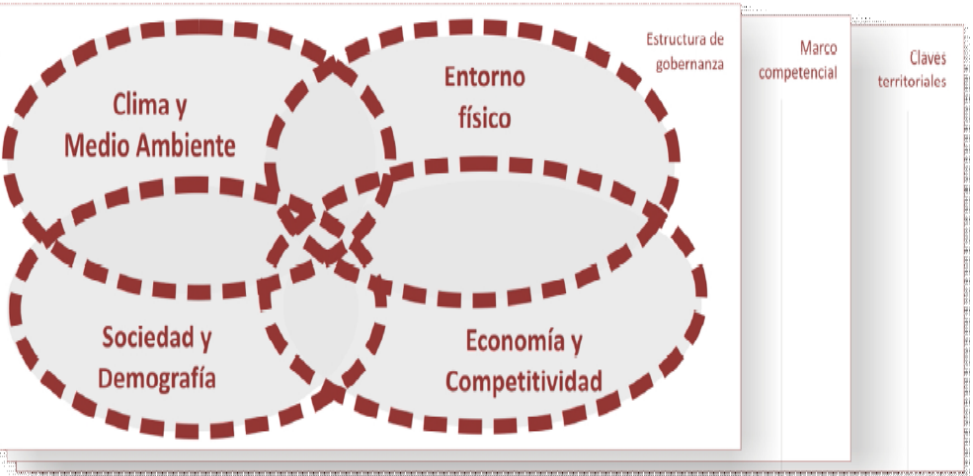 Estructura de
gobernanza
Marco
competencial
Claves
territoriales
Clima y
Medio Ambiente
Entorno
físico
Sociedad y
Demografía
Economía y
Competitividad